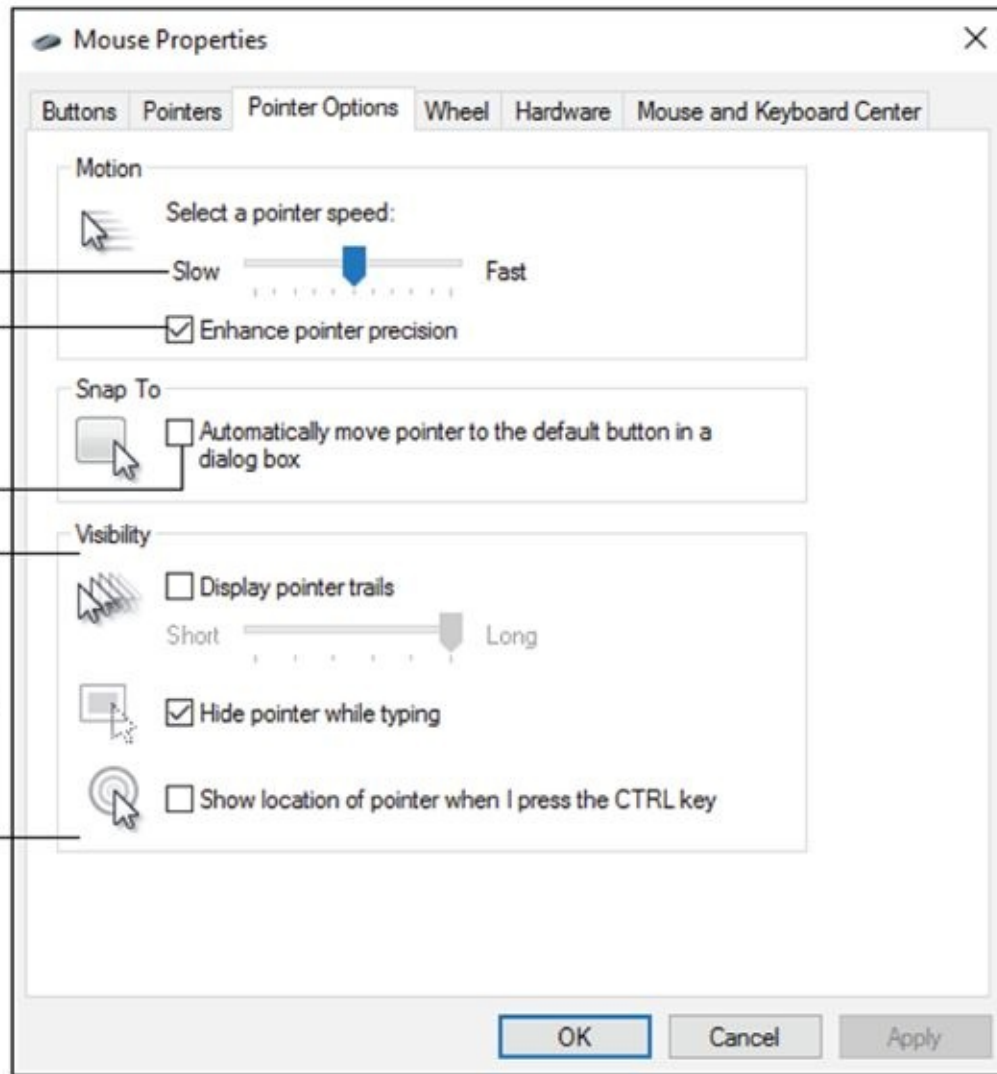 Mouse Properties
Buttons Pointers Pointer Options Wheel Hardware Mouse and Keyboard Center
Motion
Select a pointer speed:
Slow Fast
Enhance pointer precision
Snap To
Automatically move pointer to the default button in a
dialog box
Visibility
Display pointer trails
Short Long
Hide pointer while typing
Show location of pointer when I press the CTRL key
OK Cancel Apply